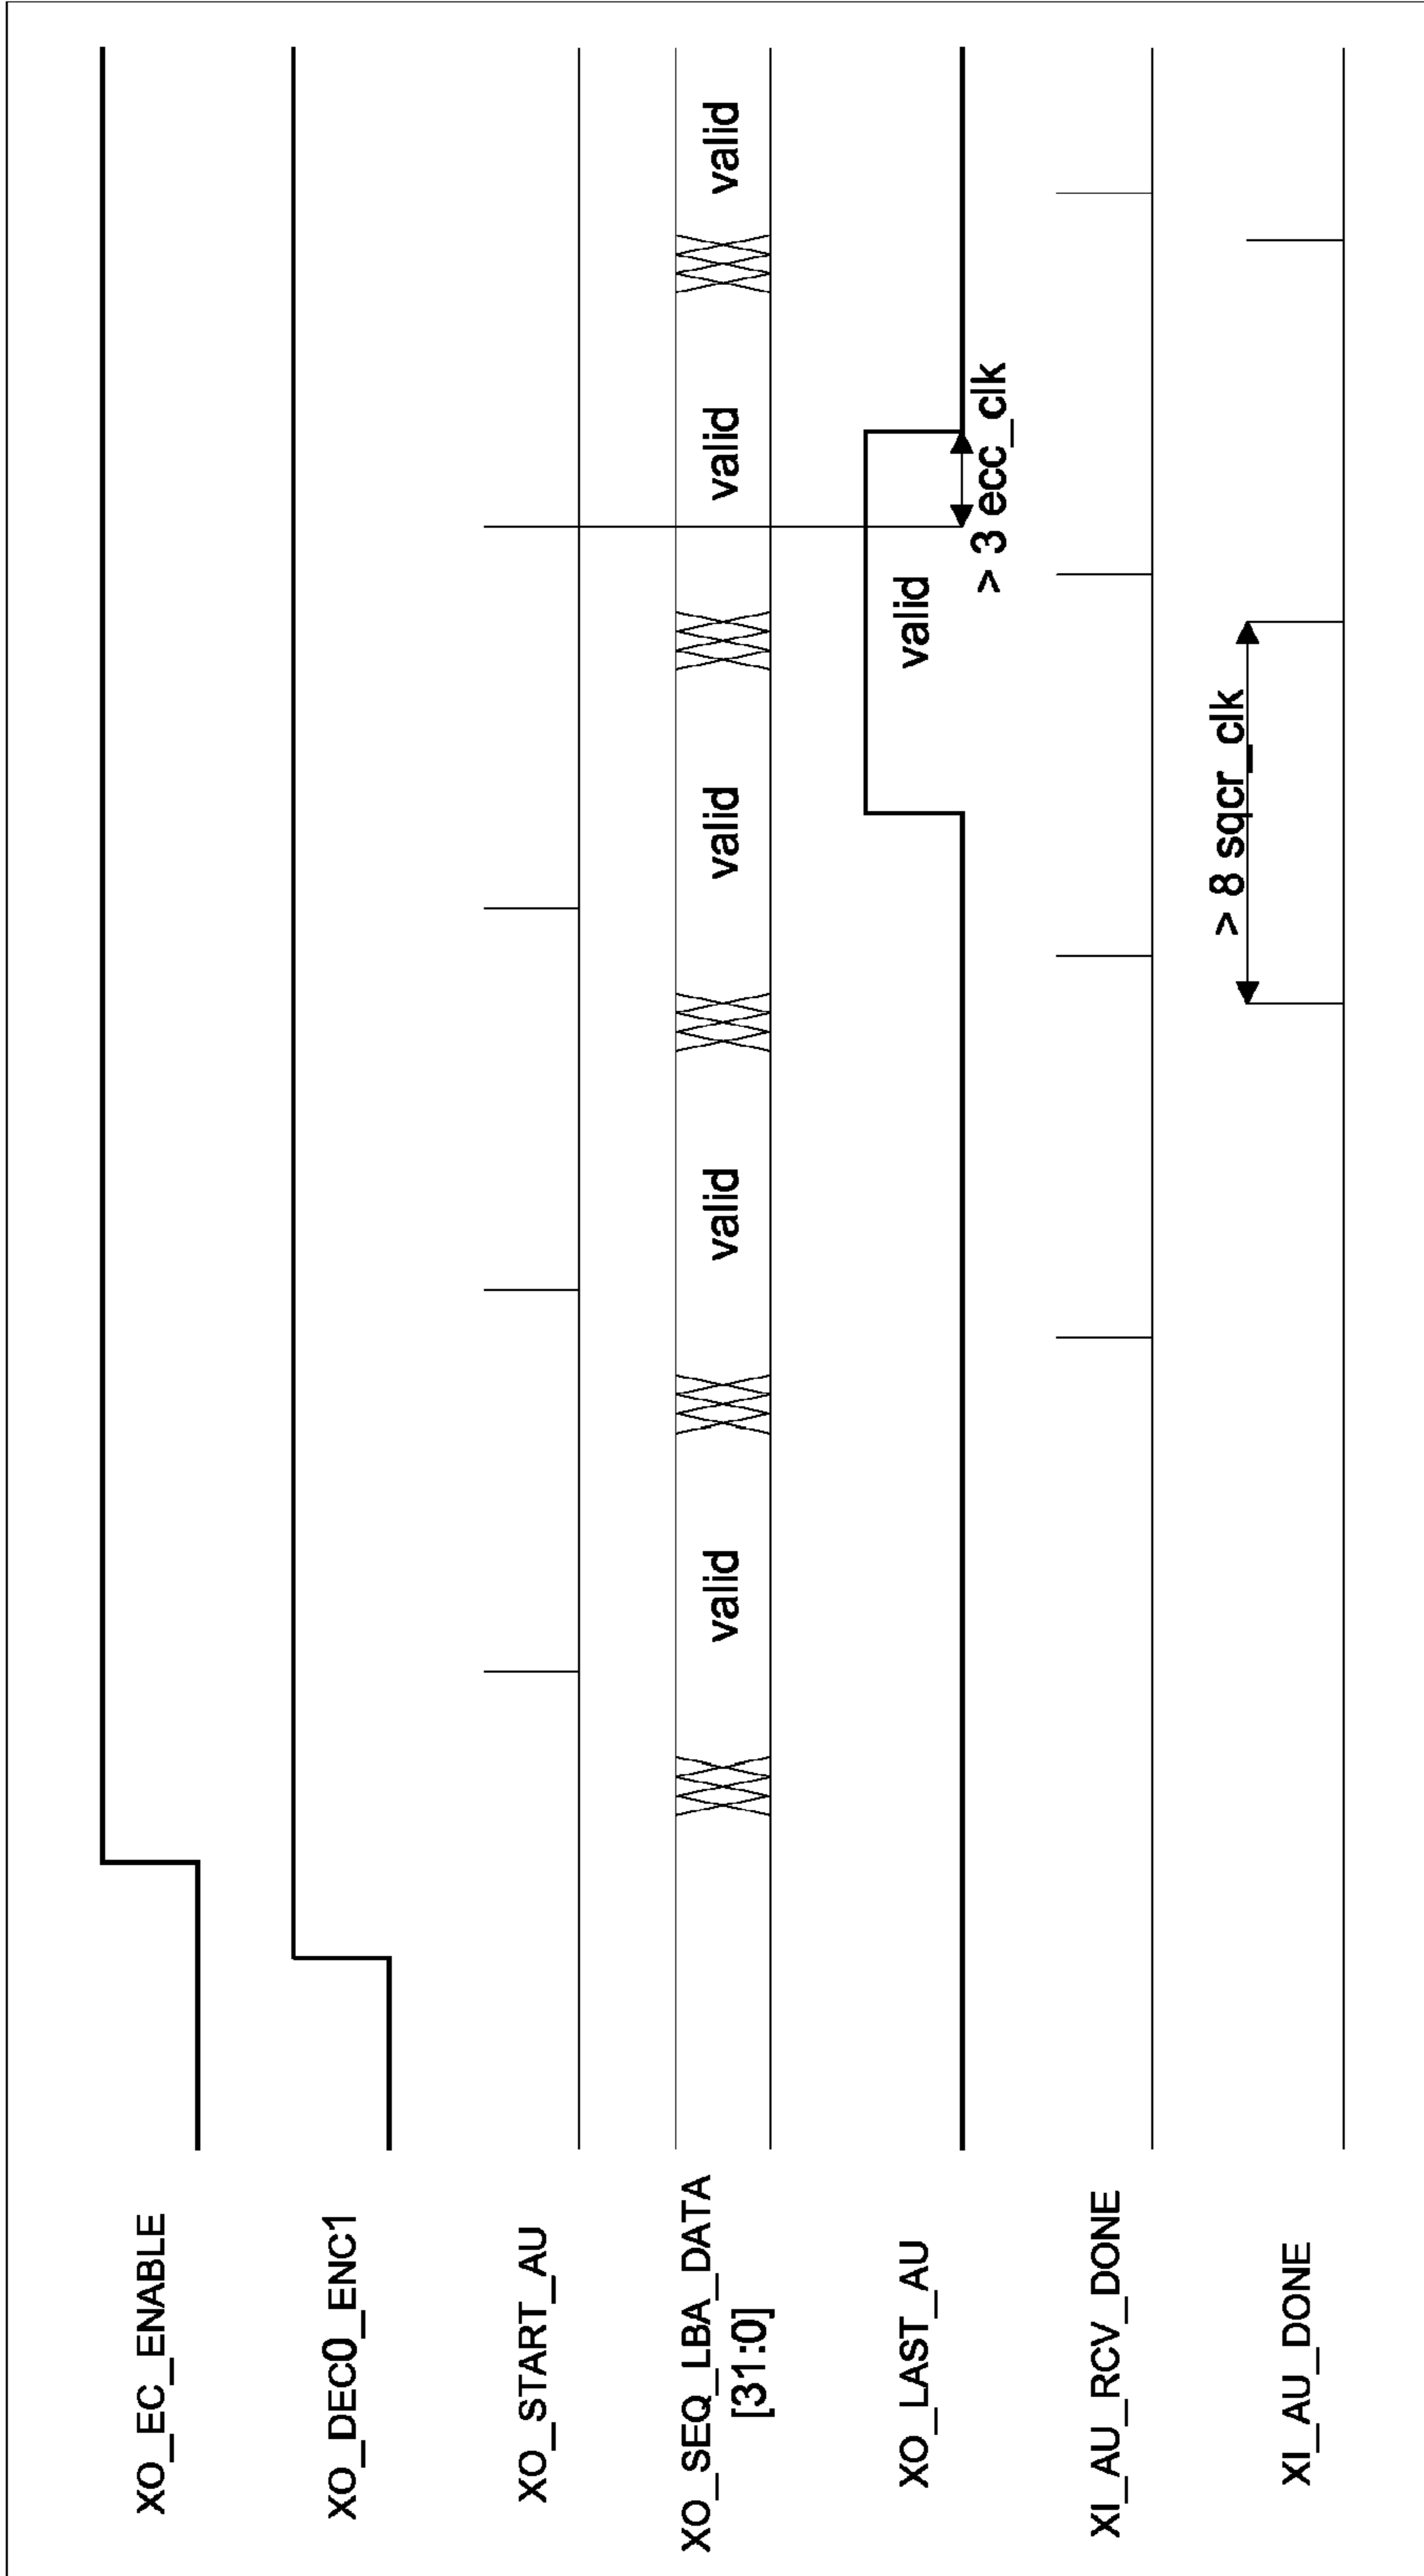 XO_EC_ENABLE
XO_DEC0_ENC1
XO_START_AU
XO_SEQ_LBA_DATA
[31:0]
valid
valid
valid
valid
valid
XO_LAST_AU
valid
> 3 ecc_clk
XI_AU_RCV_DONE
> 8 sqcr_clk
XI_AU_DONE